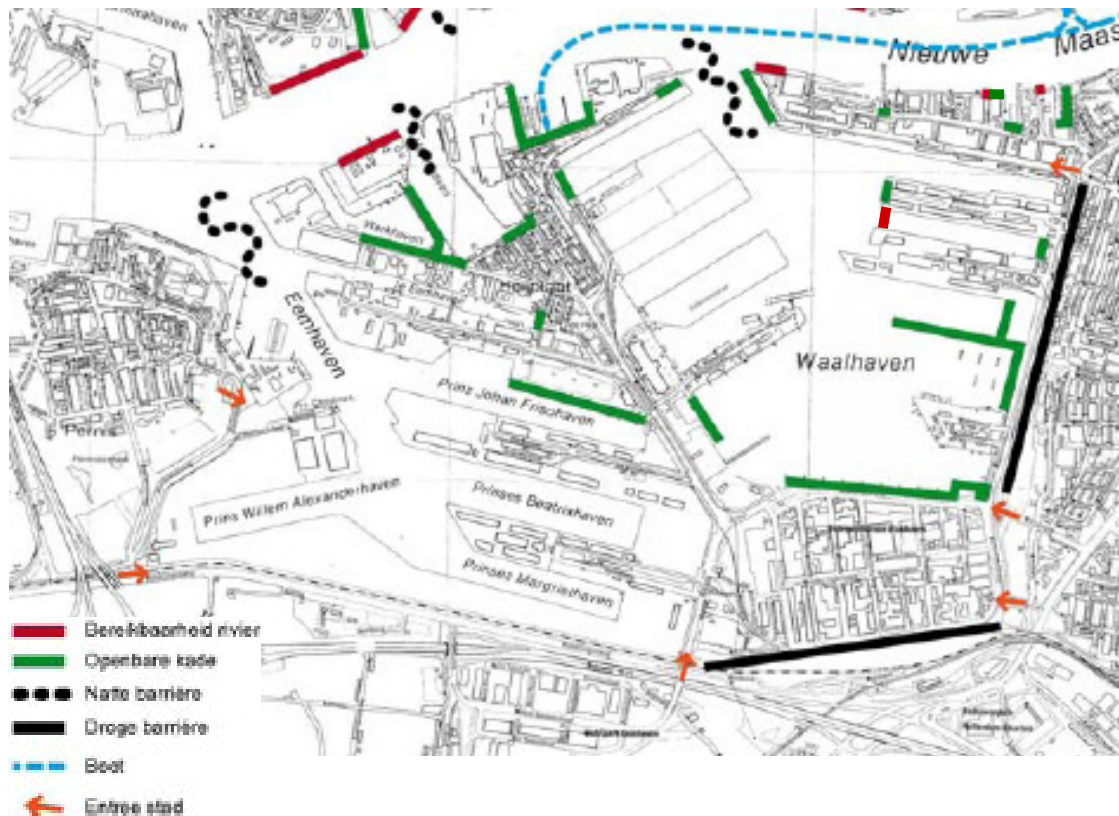 Nieuwe
Maas
Werkhaven
Heijplaat
Eemhaven
Waalhaven
Prins Johan Frisohaven
Pernis
Prins Willem Alexanderhaven
Prinses Beatrixhaven
Prinses Margriethaven
Bereikbaarheid rivier
Openbare kade
Natte barrière
Droge barrière
Boot
Entree stad